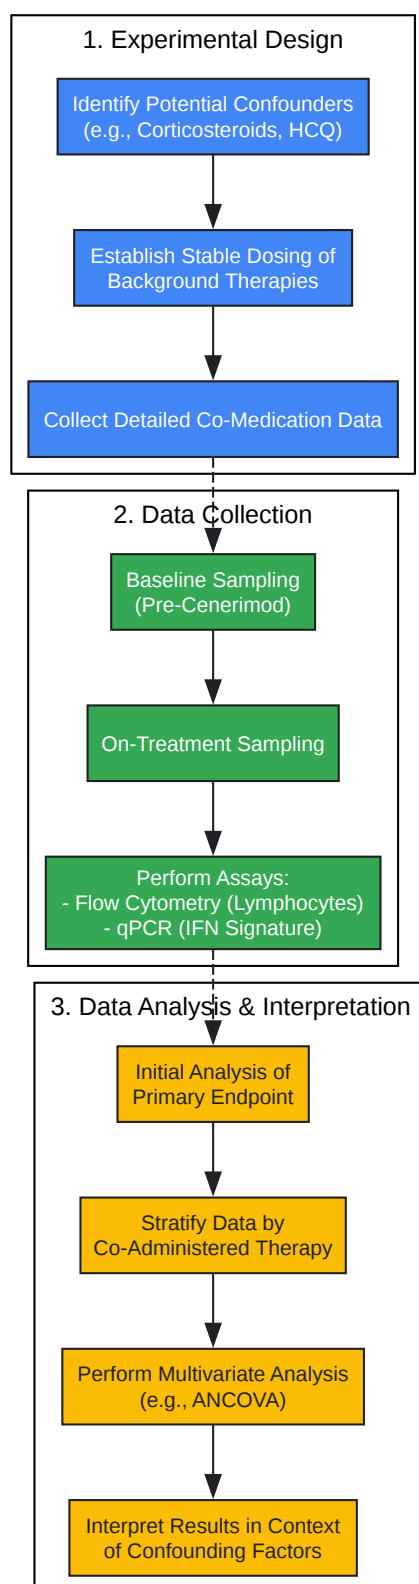 1. Experimental Design
Identify Potential Confounders
(e.g., Corticosteroids, HCQ)
Establish Stable Dosing of
Background Therapies
Collect Detailed Co-Medication Data
2. Data Collection
Baseline Sampling
(Pre-Cenerimod)
On-Treatment Sampling
Perform Assays:
- Flow Cytometry (Lymphocytes)
- qPCR (IFN Signature)
3. Data Analysis & Interpretation
Initial Analysis of
Primary Endpoint
Stratify Data by
Co-Administered Therapy
Perform Multivariate Analysis
(e.g., ANCOVA)
Interpret Results in Context
of Confounding Factors